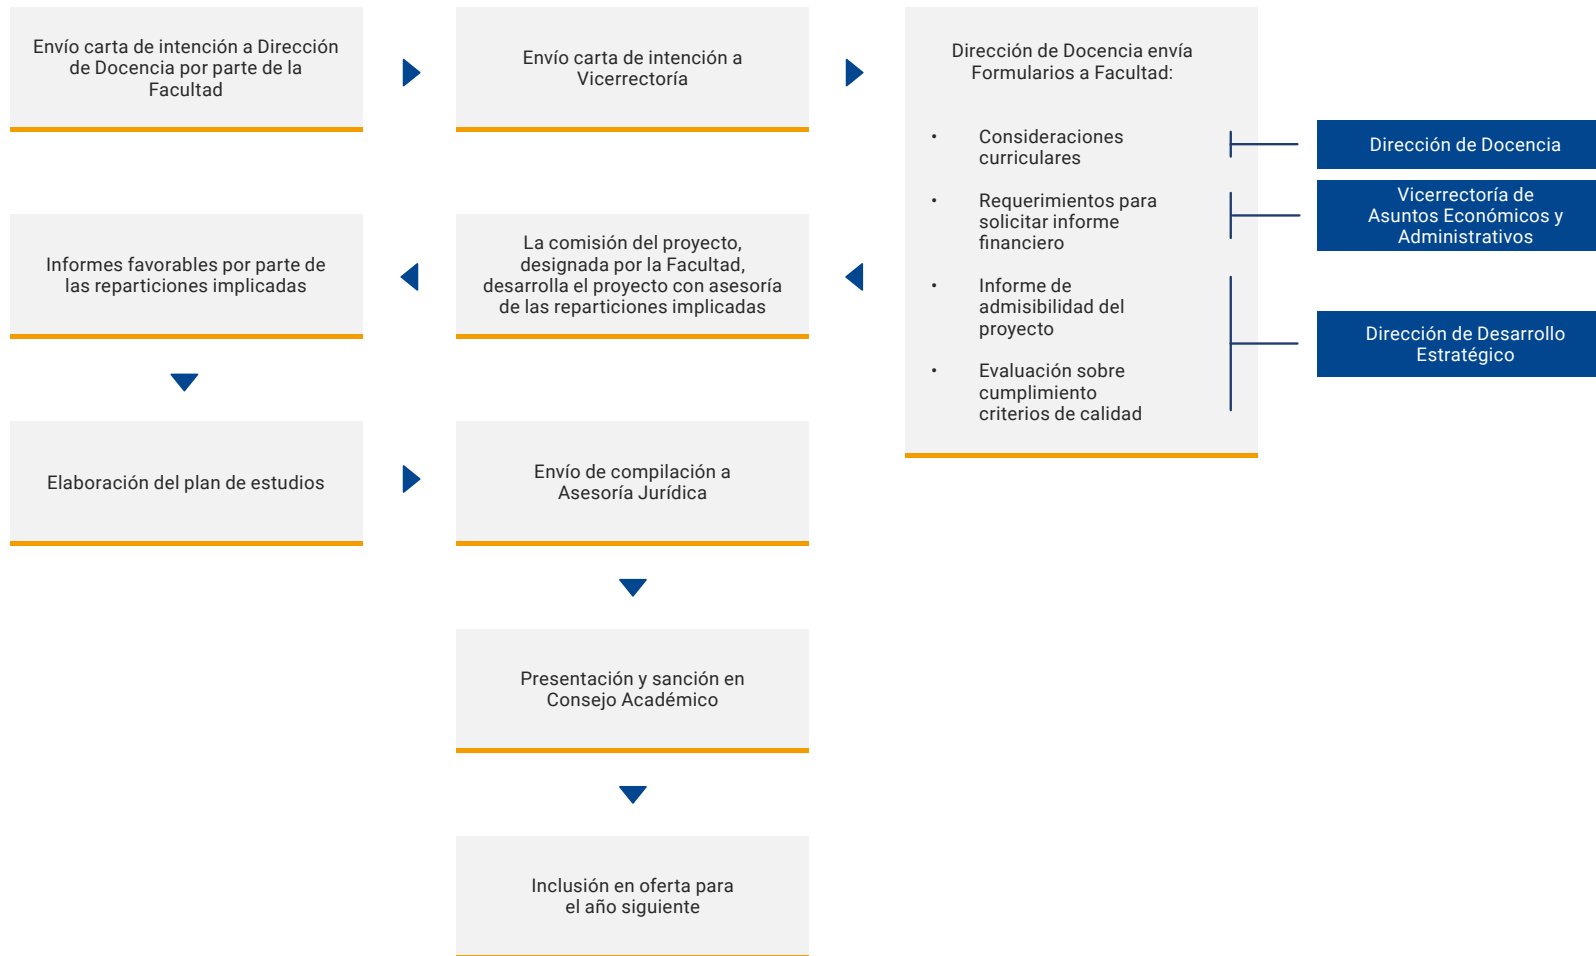 Envío carta de intención a Dirección
de Docencia por parte de la
Facultad
Envío carta de intención a
Vicerrectoría
Dirección de Docencia envía
Formularios a Facultad:
• Consideraciones
curriculares
• Requerimientos para
solicitar informe
financiero
• Informe de
admisibilidad del
proyecto
• Evaluación sobre
cumplimiento
criterios de calidad
Dirección de Docencia
Vicerrectoría de
Asuntos Económicos y
Administrativos
Dirección de Desarrollo
Estratégico
La comisión del proyecto,
designada por la Facultad,
desarrolla el proyecto con asesoría
de las reparticiones implicadas
Informes favorables por parte de
las reparticiones implicadas
Elaboración del plan de estudios
Envío de compilación a
Asesoría Jurídica
Presentación y sanción en
Consejo Académico
Inclusión en oferta para
el año siguiente